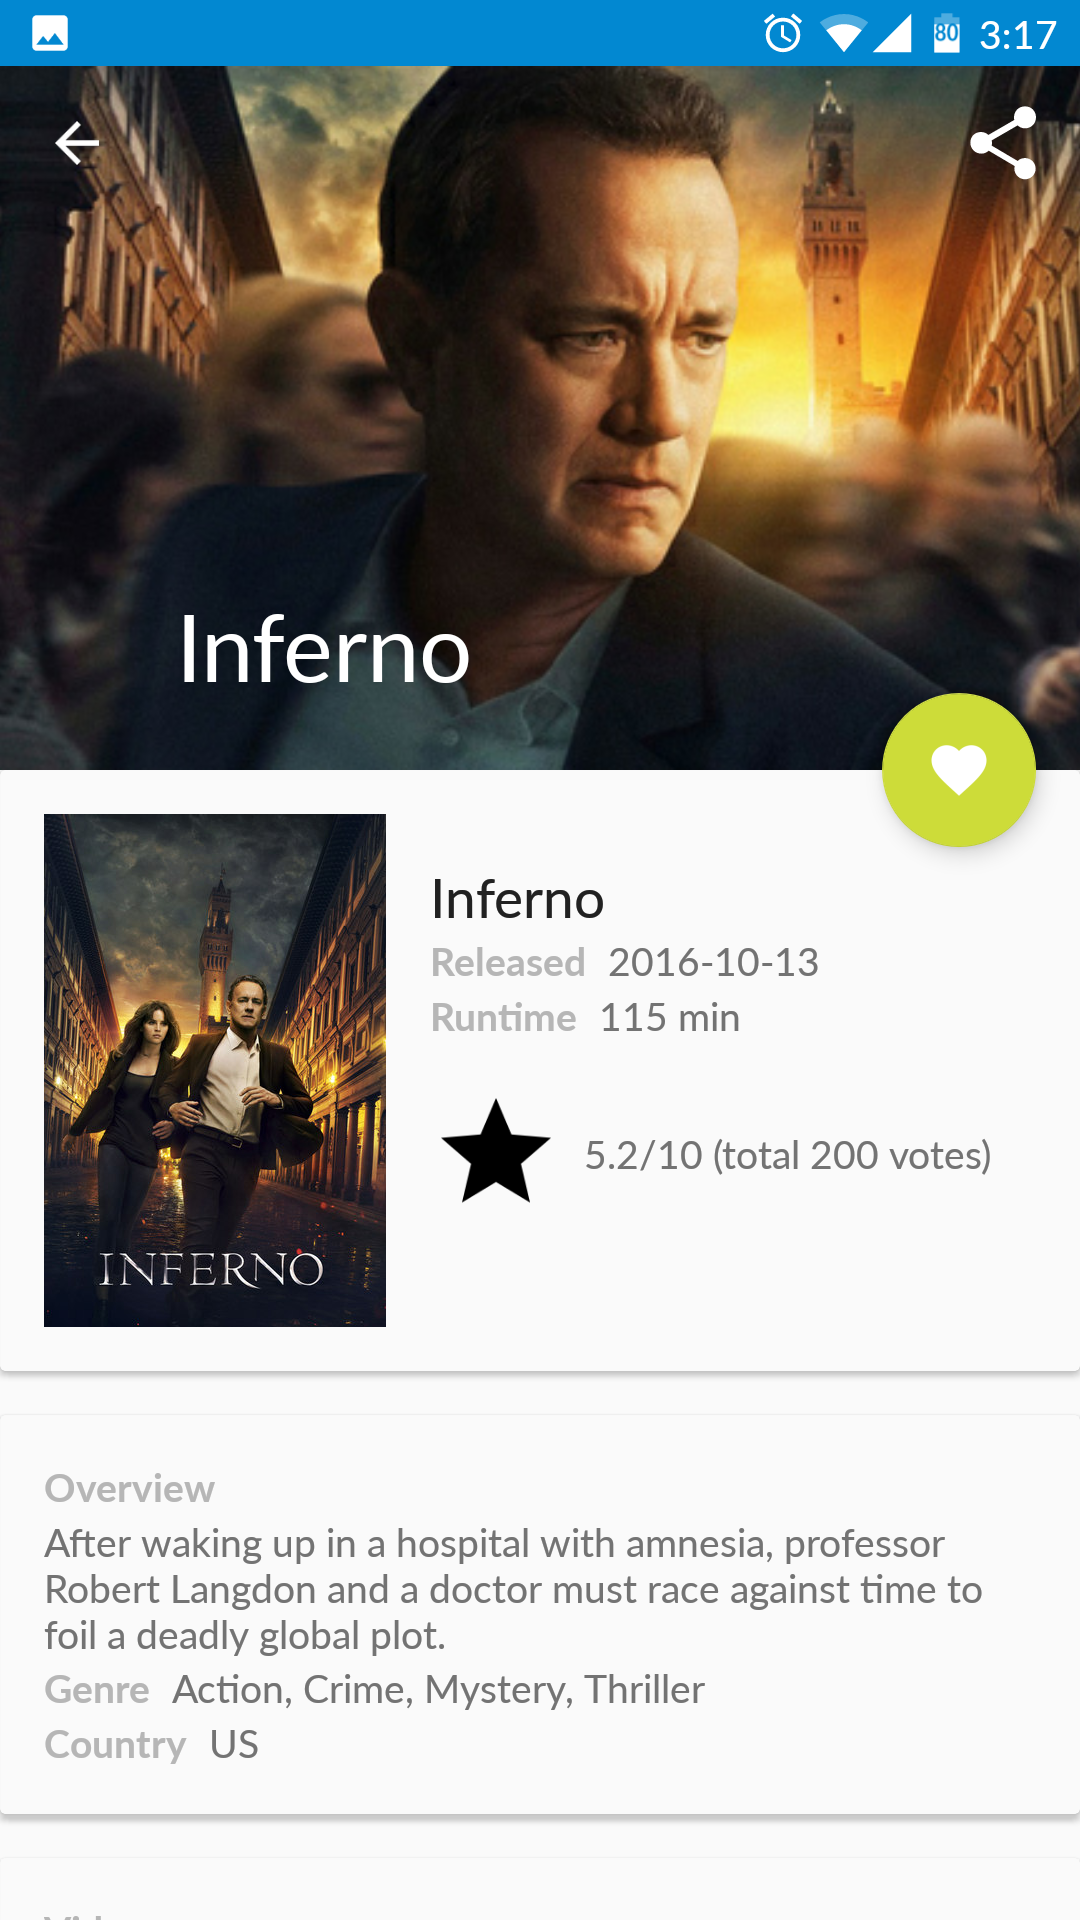 80 3:17
Inferno
Inferno
Released 2016-10-13
Runtime 115 min
5.2/10 (total 200 votes)
INFERNO
Overview
After waking up in a hospital with amnesia, professor
Robert Langdon and a doctor must race against time to
foil a deadly global plot.
Genre Action, Crime, Mystery, Thriller
Country US